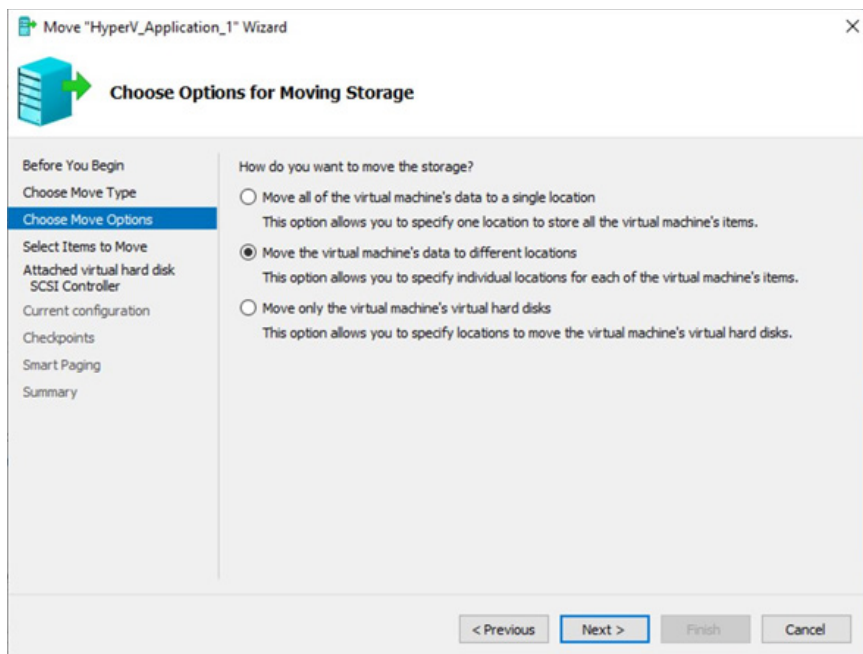 Move "HyperV_Application_1" Wizard
Choose Options for Moving Storage
Before You Begin
Choose Move Type
Choose Move Options
Select Items to Move
Attached virtual hard disk
SCSI Controller
Current configuration
Checkpoints
Smart Paging
Summary
How do you want to move the storage?
Move all of the virtual machine's data to a single location
This option allows you to specify one location to store all the virtual machine's items.
Move the virtual machine's data to different locations
This option allows you to specify individual locations for each of the virtual machine's items.
Move only the virtual machine's virtual hard disks
This option allows you to specify locations to move the virtual machine's virtual hard disks.
< Previous
Next >
Finish
Cancel